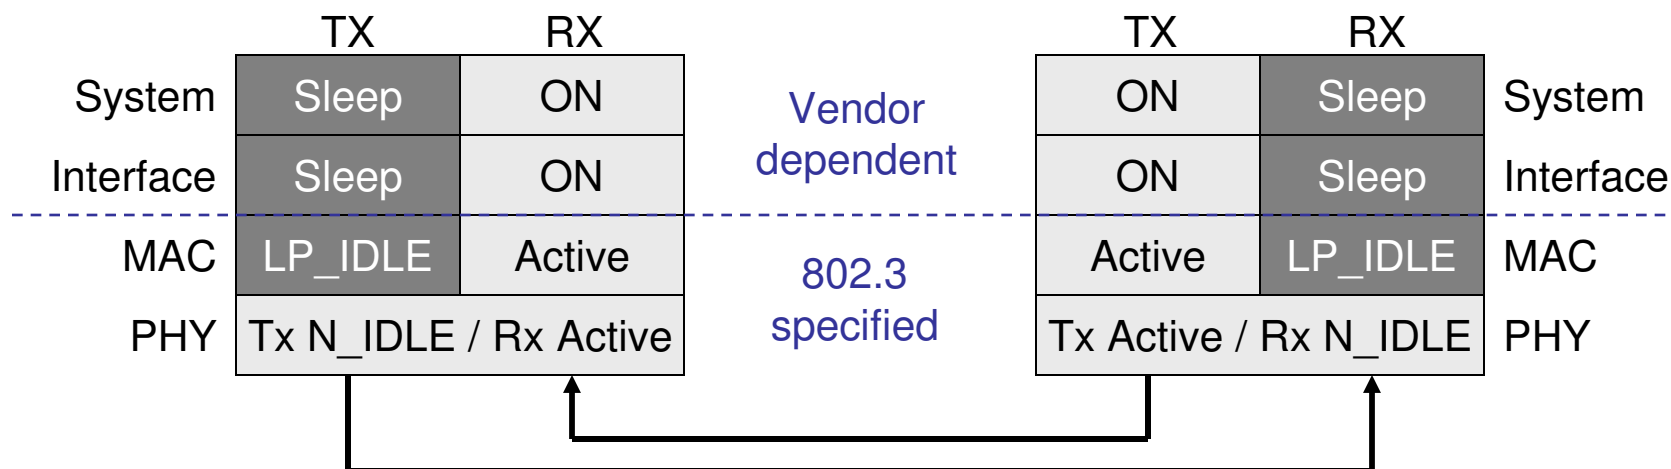 TX RX TX RX
System Sleep ON Vendor ON Sleep System
dependent
Interface Sleep ON ON Sleep Interface
MAC LP_IDLE Active 802.3 Active LP_IDLE MAC
specified
PHY Tx N_IDLE / Rx Active Tx Active / Rx N_IDLE PHY